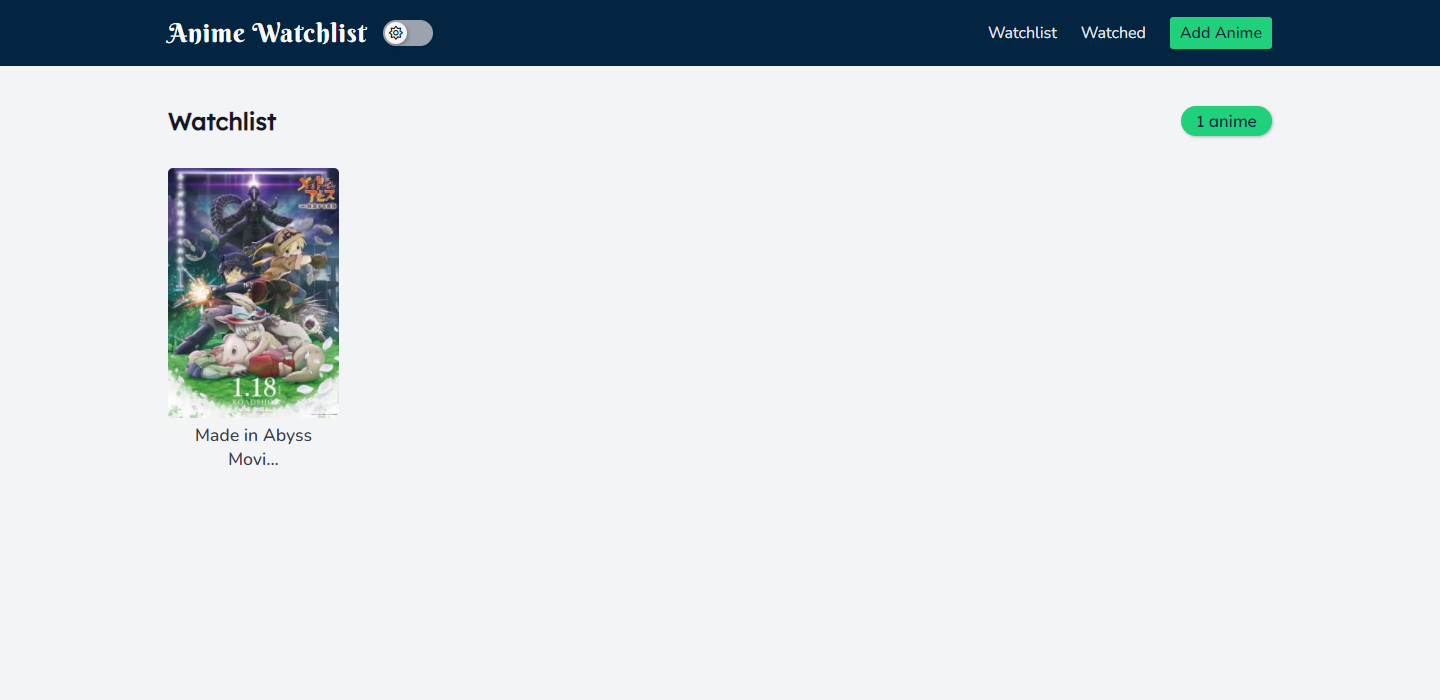 Anime Watchlist
Watchlist
Watched
Add Anime
Watchlist
1 anime
メイドイン
アビス
1.18
ROADSHOW
Made in Abyss
Movi...